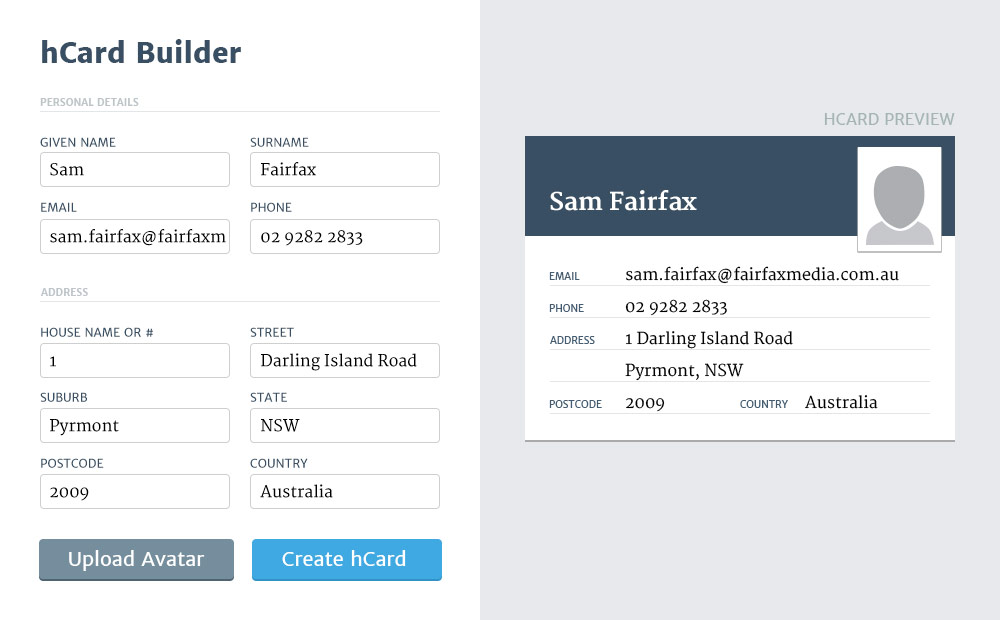 hCard Builder
PERSONAL DETAILS
GIVEN NAME SURNAME
Sam Fairfax
EMAIL PHONE
sam.fairfax@fairfaxm 02 9282 2833
ADDRESS
HOUSE NAME OR # STREET
1 Darling Island Road
SUBURB STATE
Pyrmont NSW
POSTCODE COUNTRY
2009 Australia
Upload Avatar Create hCard
HCARD PREVIEW
Sam Fairfax
EMAIL sam.fairfax@fairfaxmedia.com.au
PHONE 02 9282 2833
ADDRESS 1 Darling Island Road
Pyrmont, NSW
POSTCODE 2009 COUNTRY Australia